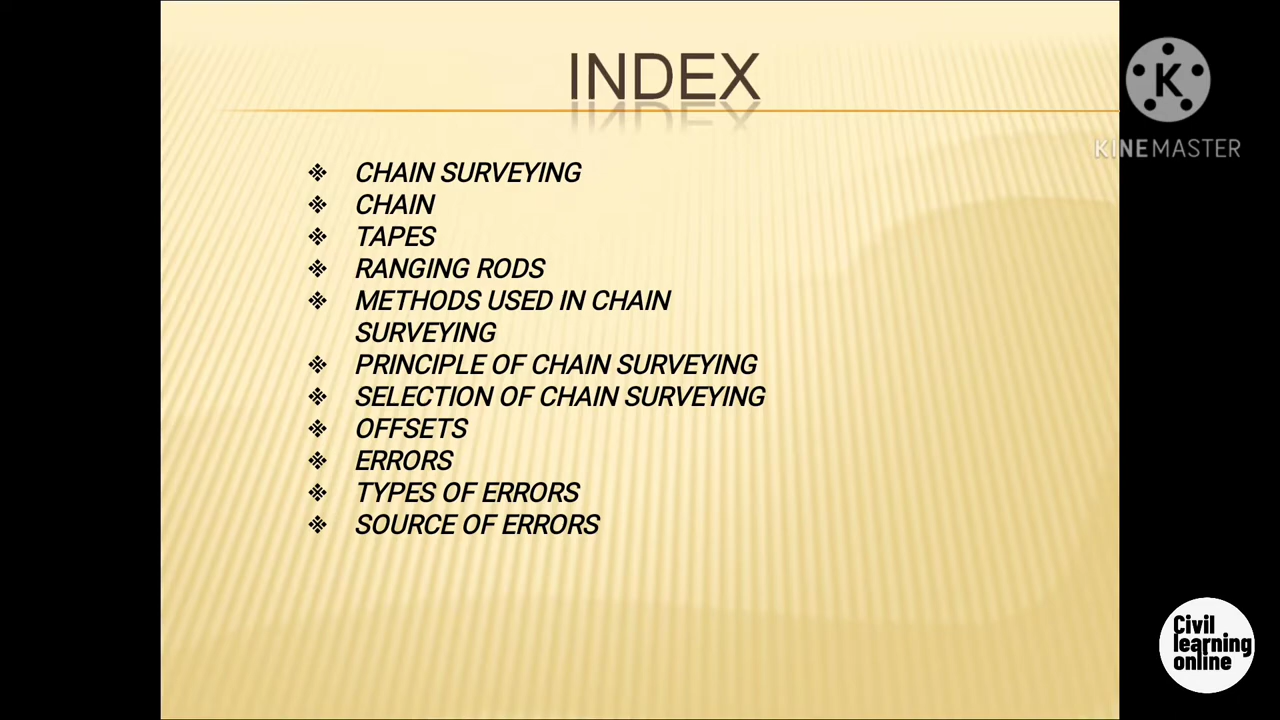 INDEX
KINEMASTER
❖ CHAIN SURVEYING
❖ CHAIN
❖ TAPES
❖ RANGING RODS
❖ METHODS USED IN CHAIN
SURVEYING
❖ PRINCIPLE OF CHAIN SURVEYING
❖ SELECTION OF CHAIN SURVEYING
❖ OFFSETS
❖ ERRORS
❖ TYPES OF ERRORS
❖ SOURCE OF ERRORS
Civil
learning
online